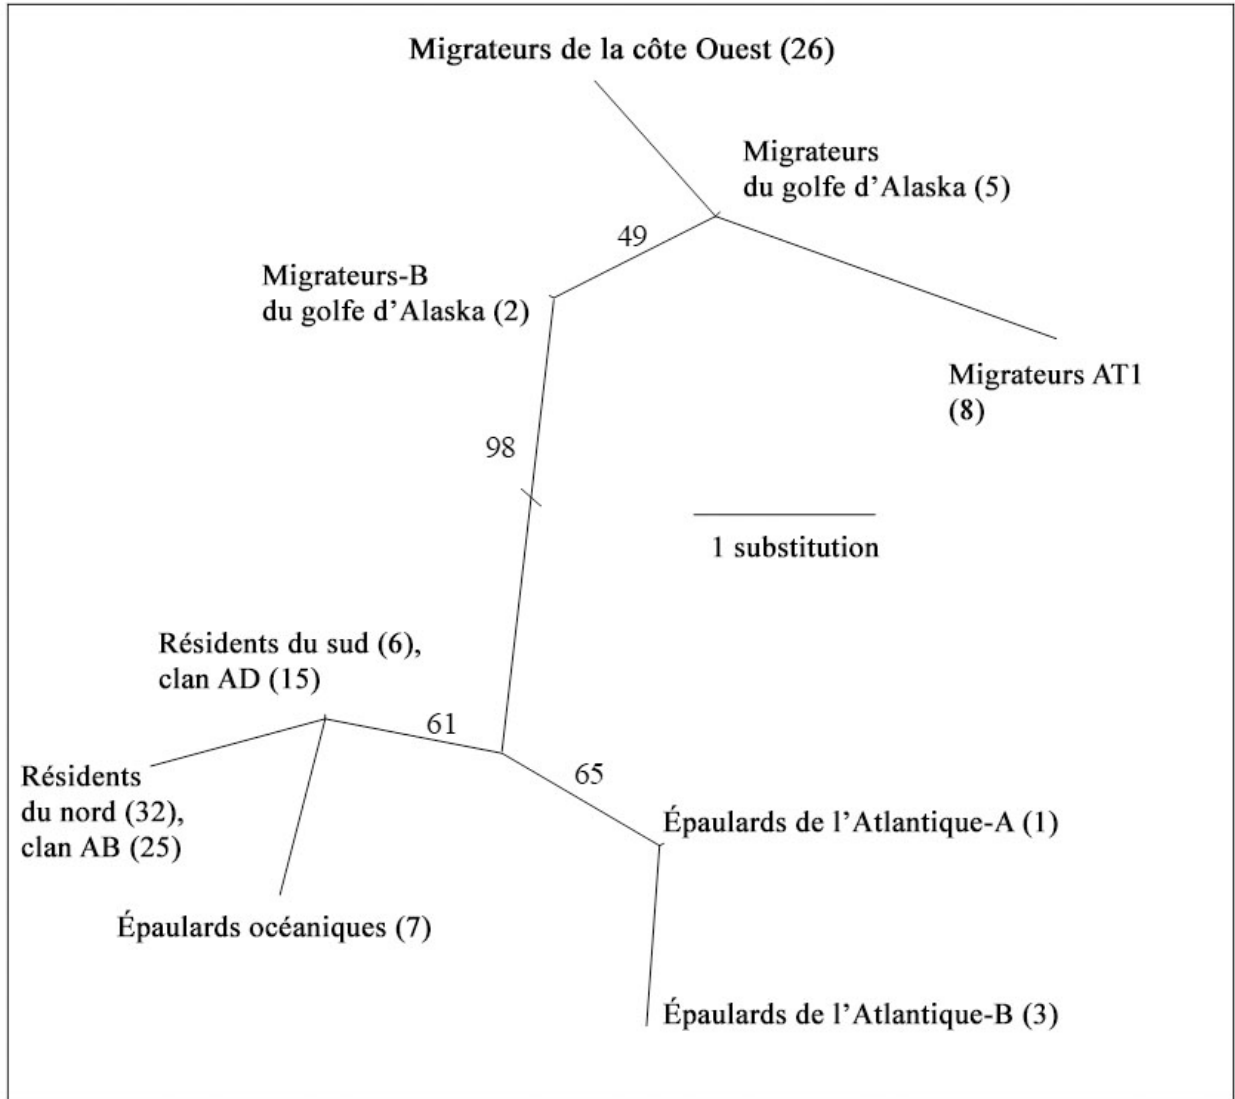 Migrateurs de la côte Ouest (26)
Migrateurs
du golfe d'Alaska (5)
49
Migrateurs-B
du golfe d'Alaska (2)
Migrateurs AT1
(8)
98
1 substitution
Résidents du sud (6),
clan AD (15)
61
65
Résidents
du nord (32),
clan AB (25)
Épaulards de l'Atlantique-A (1)
Épaulards océaniques (7)
Épaulards de l'Atlantique-B (3)